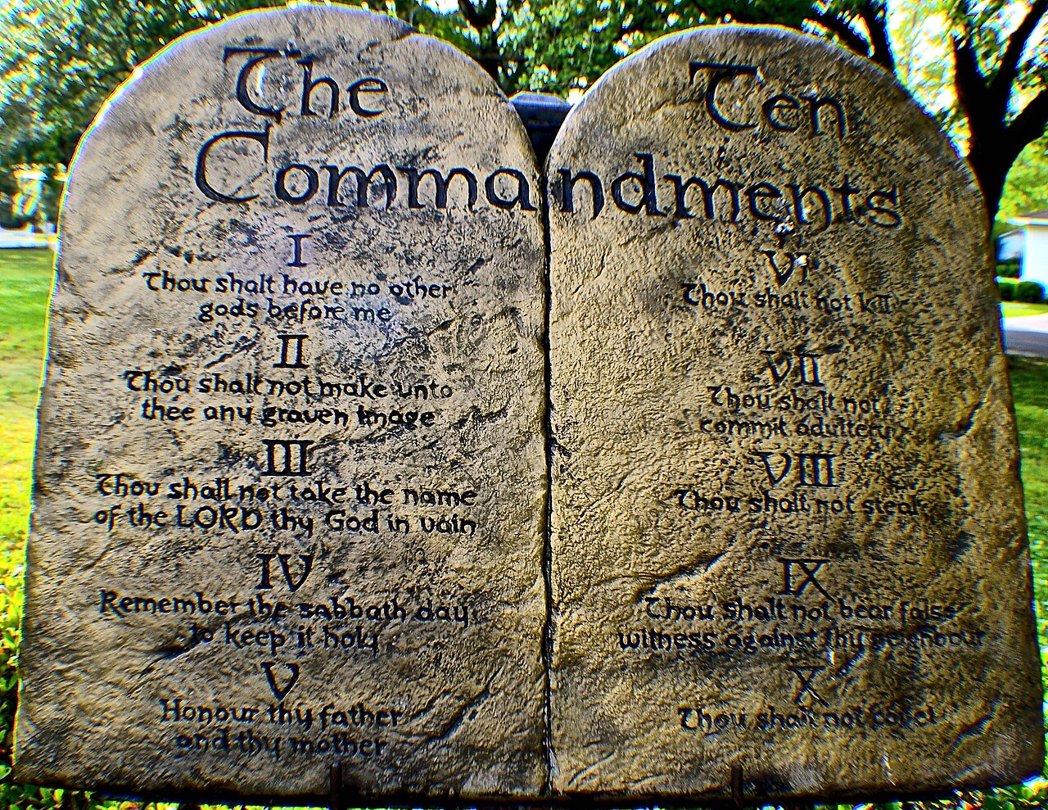 The Ten
Commandments
I
Thou shalt have no other
gods before me
II
Thou shalt not make unto
thee any graven image
III
Thou shalt not take the name
of the LORD thy God in vain
IV
Remember the sabbath day,
to keep it holy
V
Honour thy father
and thy mother
VI
Thou shalt not kill
VII
Thou shalt not
commit adultery
VIII
Thou shalt not steal
IX
Thou shalt not bear false
witness against thy neighbour
X
Thou shalt not covet